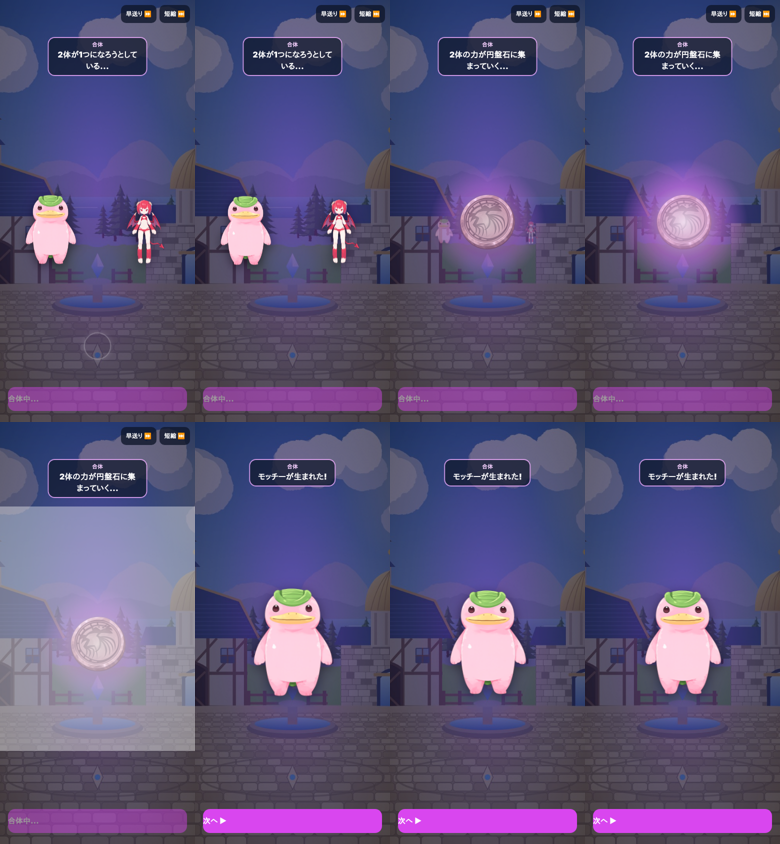 早送り⏩ 短縮⏩
合体
2体が1つになろうとして
いる...
合体中...
早送り⏩ 短縮⏩
合体
2体が1つになろうとして
いる...
合体中...
早送り⏩ 短縮⏩
合体
2体の力が円盤石に集
まっていく...
合体中...
早送り⏩ 短縮⏩
合体
2体の力が円盤石に集
まっていく...
合体中...
早送り⏩ 短縮⏩
合体
2体の力が円盤石に集
まっていく...
合体中...
合体
モッチーが生まれた!
次へ ▶
合体
モッチーが生まれた!
次へ ▶
合体
モッチーが生まれた!
次へ ▶